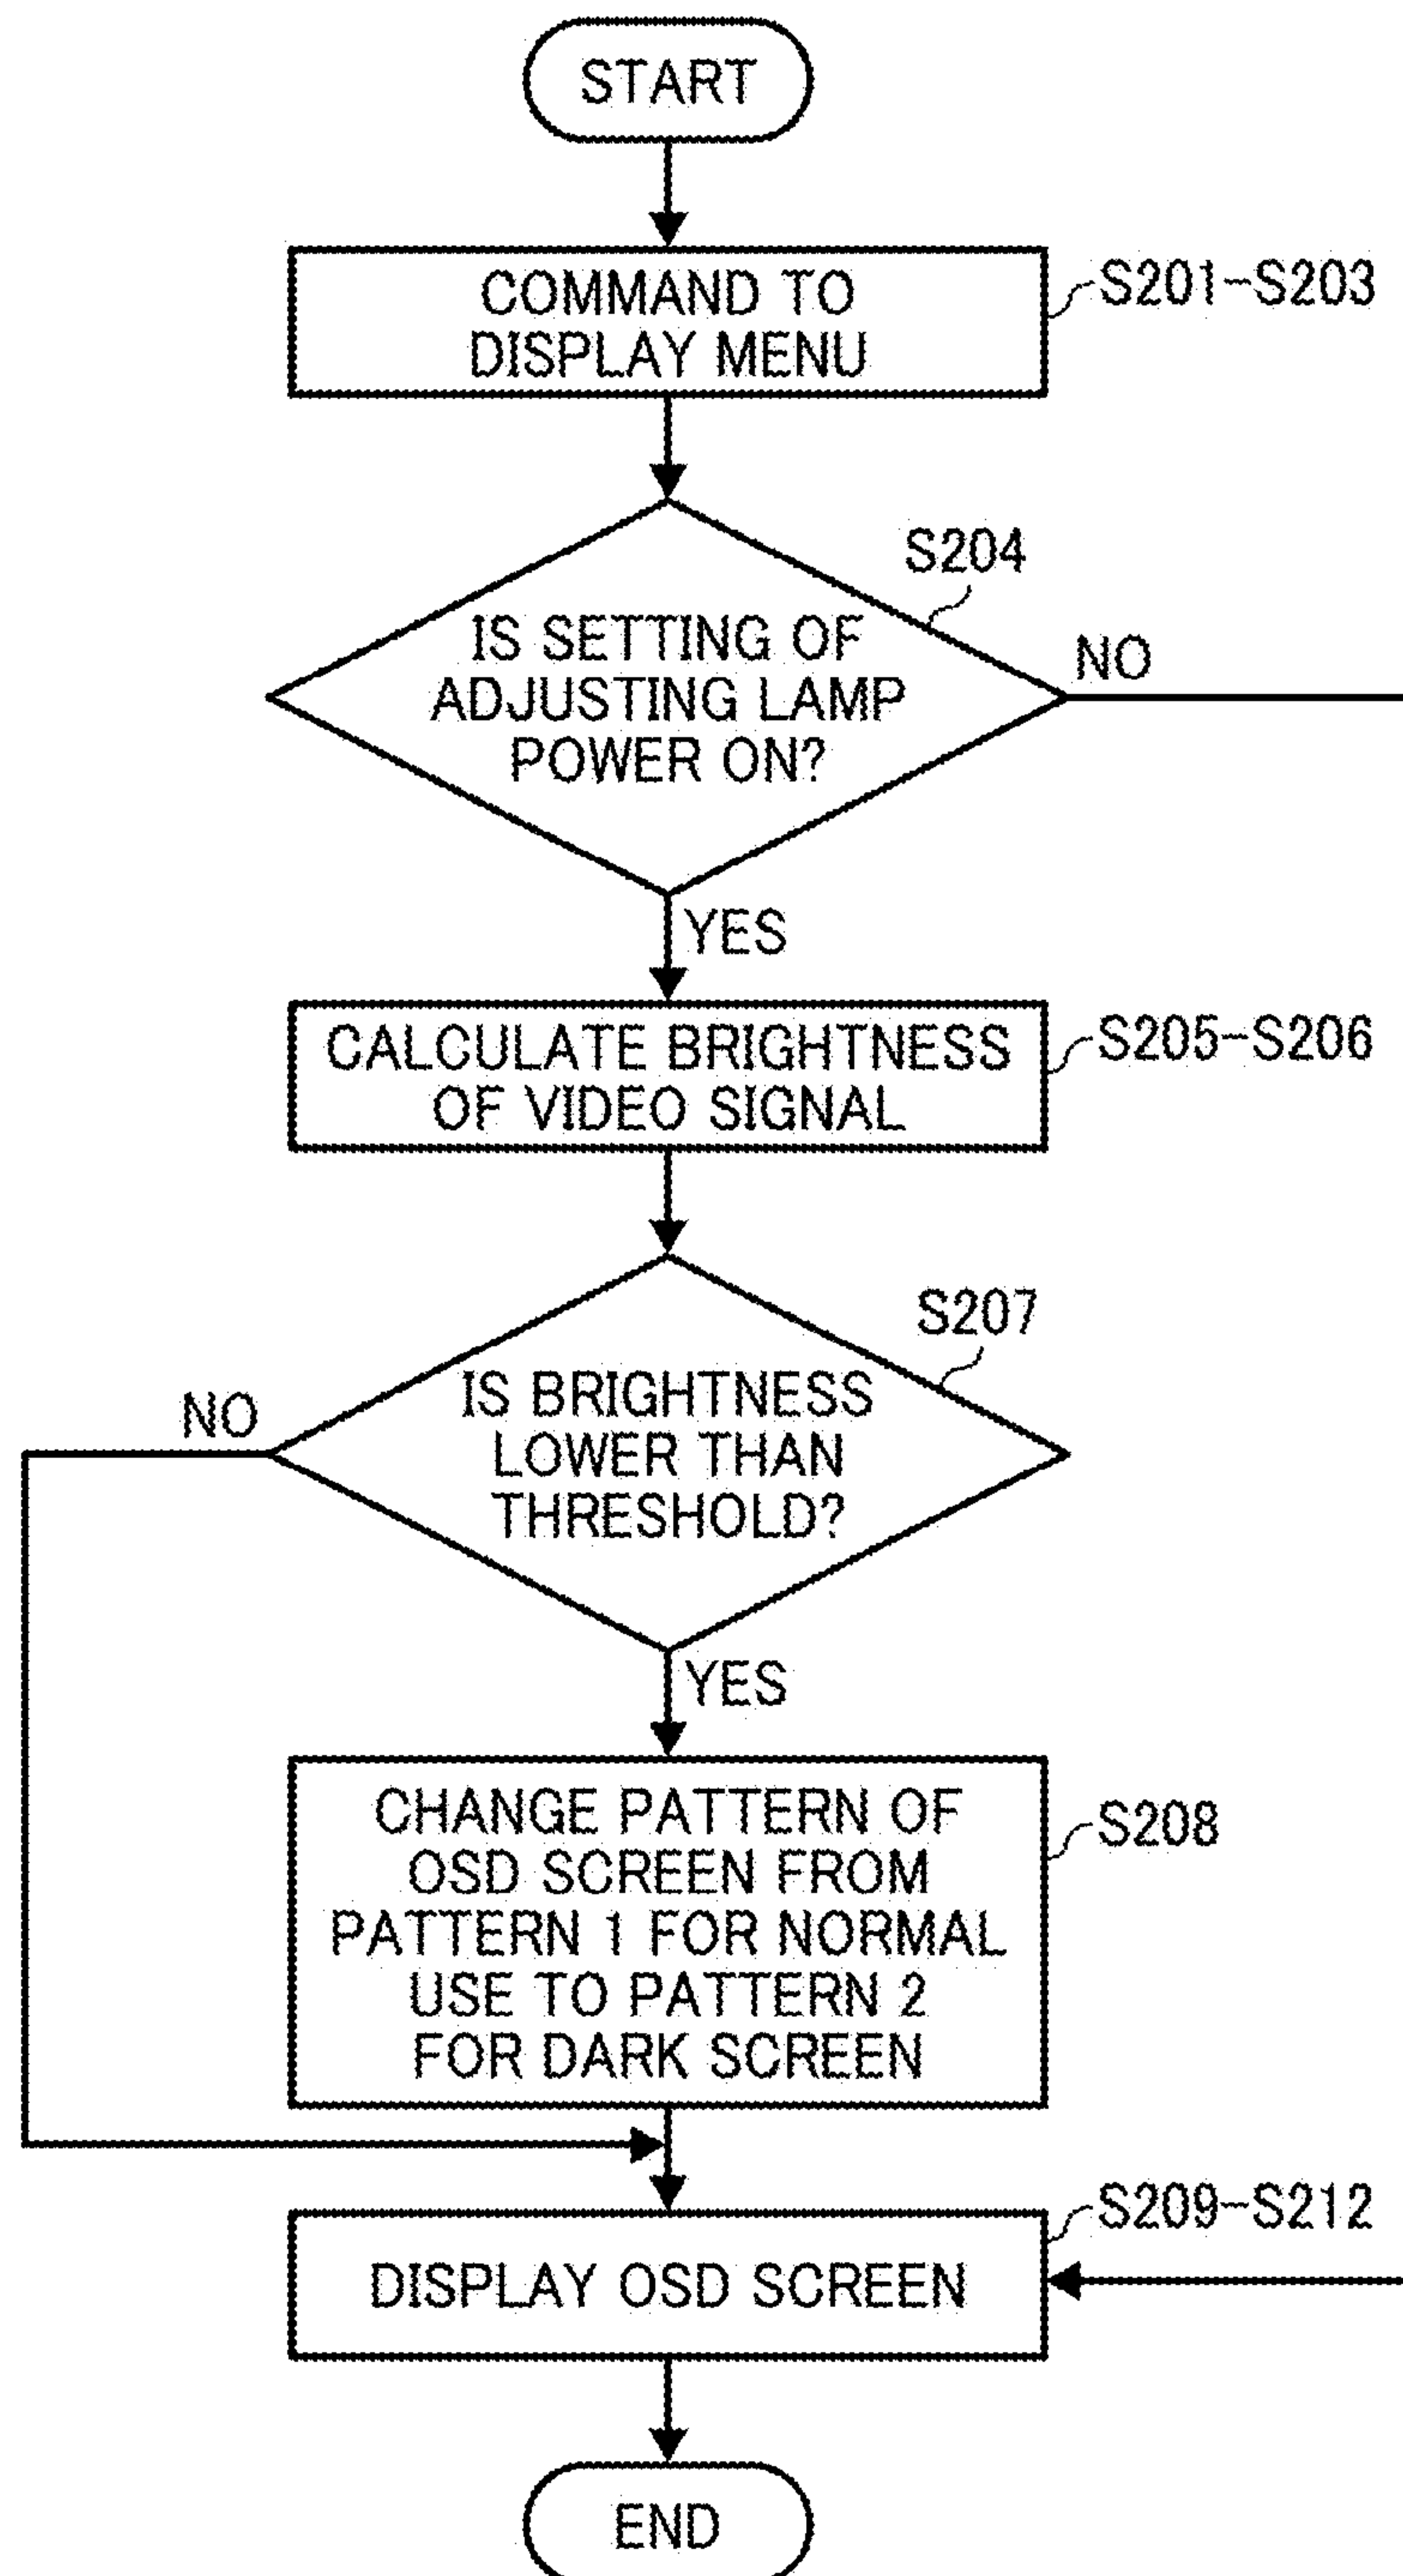 START
COMMAND TO
DISPLAY MENU
S201-S203
S204
IS SETTING OF
ADJUSTING LAMP
POWER ON?
NO
YES
CALCULATE BRIGHTNESS
OF VIDEO SIGNAL
S205-S206
S207
IS BRIGHTNESS
LOWER THAN
THRESHOLD?
NO
YES
CHANGE PATTERN OF
OSD SCREEN FROM
PATTERN 1 FOR NORMAL
USE TO PATTERN 2
FOR DARK SCREEN
S208
S209-S212
DISPLAY OSD SCREEN
END